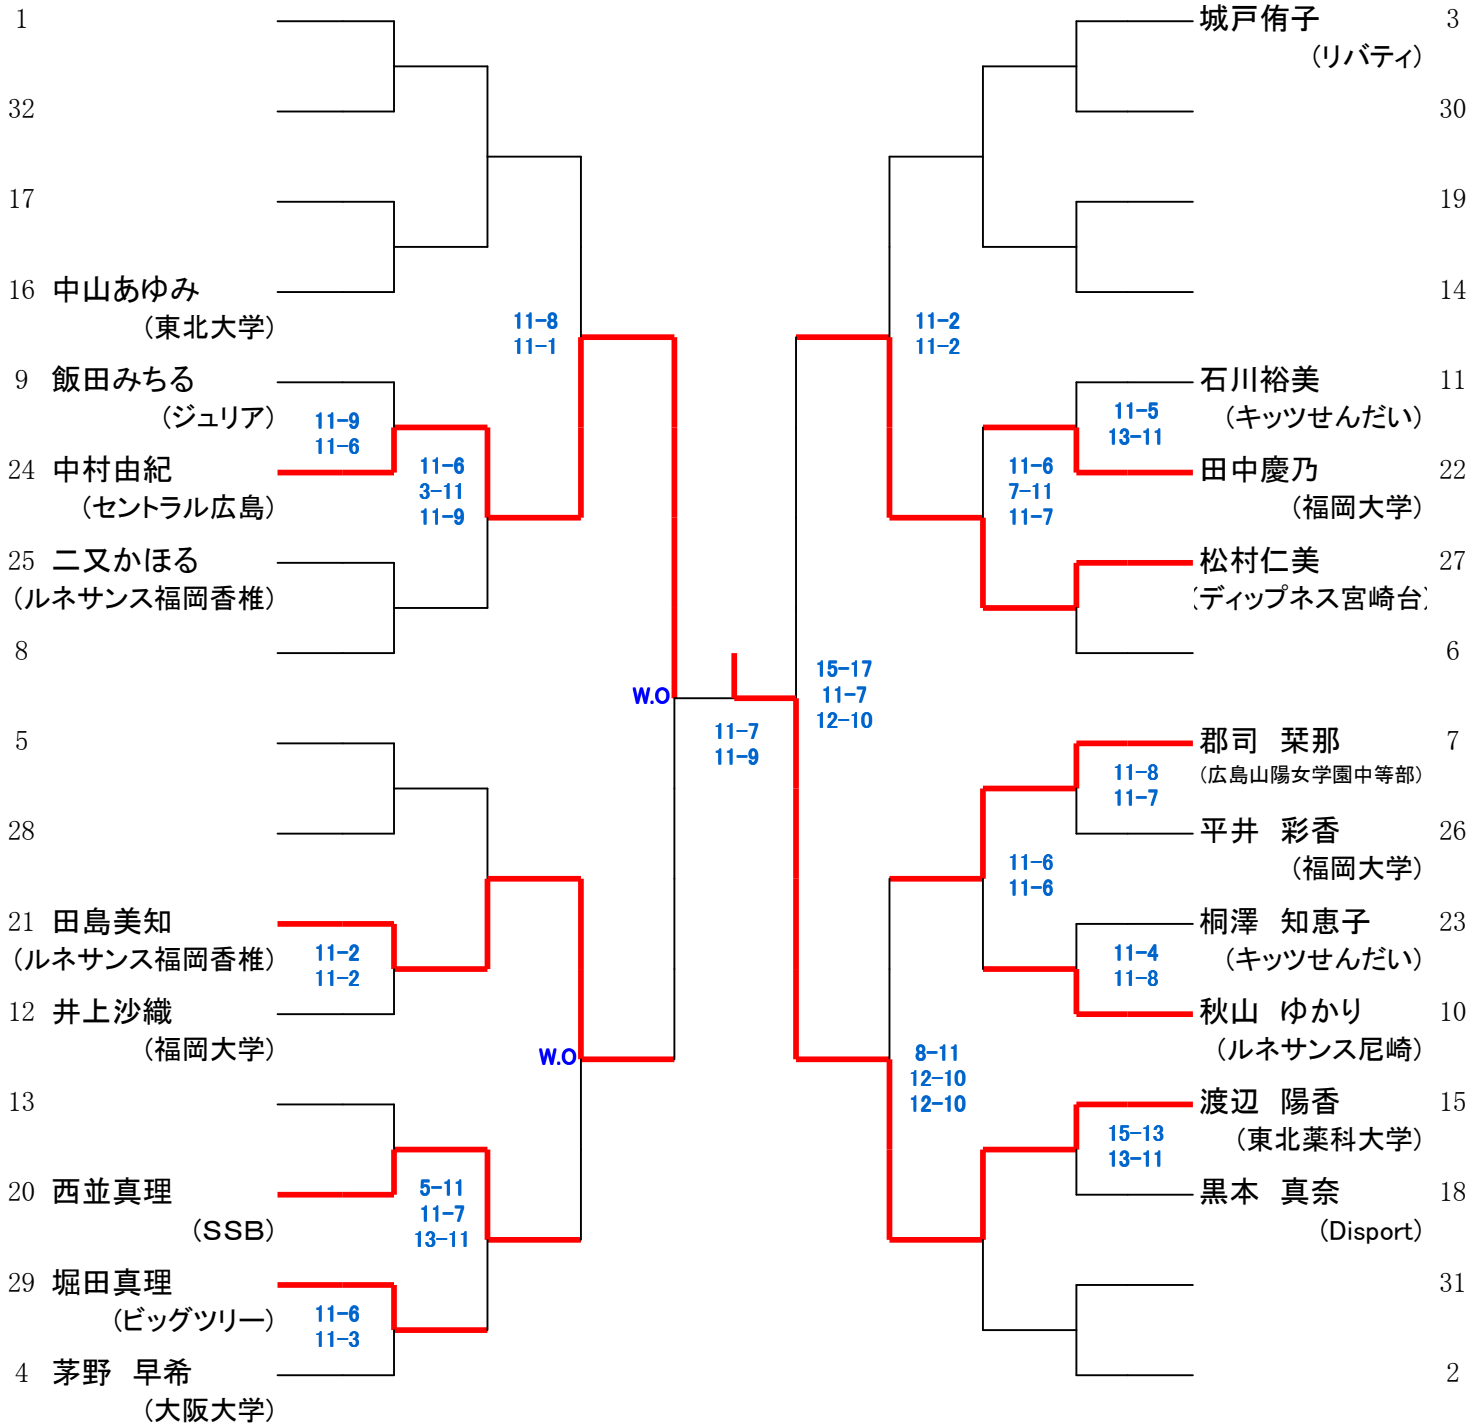 1
32
17
16 中山あゆみ
(東北大学)
9 飯田みちる
(ジュリア)
11-9
11-6
24 中村由紀
(セントラル広島)
11-6
3-11
11-9
25 二又かほる
(ルネサンス福岡香椎)
8
11-8
11-1
5
28
21 田島美知
(ルネサンス福岡香椎)
11-2
11-2
12 井上沙織
(福岡大学)
13
20 西並真理
(SSB)
5-11
11-7
13-11
29 堀田真理
(ビッグツリー)
11-6
11-3
4 茅野 早希
(大阪大学)
W.O
W.O
11-7
11-9
城戸侑子 3
(リバティ)
30
19
14
11-2
11-2
石川裕美 11
(キッツせんだい)
11-5
13-11
田中慶乃 22
(福岡大学)
11-6
7-11
11-7
松村仁美 27
(ディップネス宮崎台)
6
15-17
11-7
12-10
郡司 栞那 7
(広島山陽女学園中等部)
11-8
11-7
平井 彩香 26
(福岡大学)
11-6
11-6
桐澤 知恵子 23
(キッツせんだい)
11-4
11-8
秋山 ゆかり 10
(ルネサンス尼崎)
8-11
12-10
12-10
渡辺 陽香 15
(東北薬科大学)
15-13
13-11
黒本 真奈 18
(Disport)
31
2